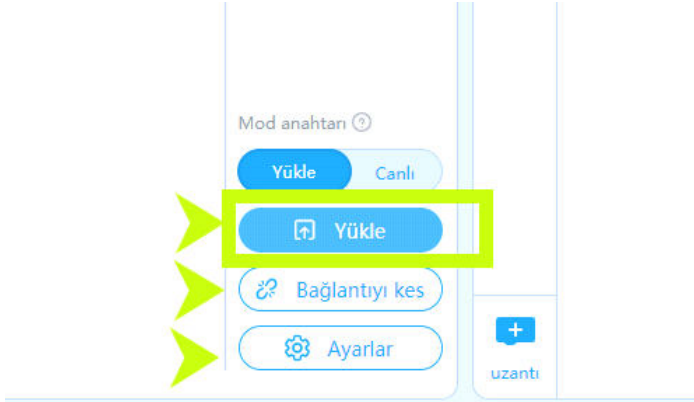 Mod anahtarı
Yükle Canlı
Yükle
Bağlantıyı kes
Ayarlar
uzantı